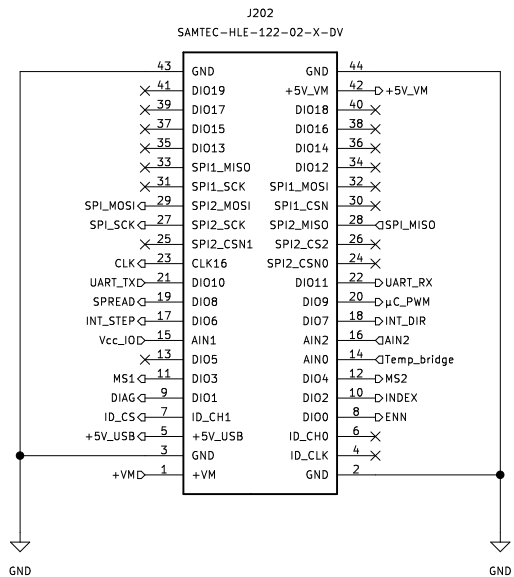 J202
SAMTEC-HLE-122-02-X-DV
43 GND GND 44
41 DIO19 +5V_VM 42 +5V_VM
39 DIO17 DIO18 40
37 DIO15 DIO16 38
35 DIO13 DIO14 36
33 SPI1_MISO DIO12 34
31 SPI1_SCK SPI1_MOSI 32
SPI_MOSI 29 SPI2_MOSI SPI1_CSN 30
SPI_SCK 27 SPI2_SCK SPI2_MISO 28 SPI_MISO
25 SPI2_CSN1 SPI2_CS2 26
CLK 23 CLK16 SPI2_CSN0 24
UART_TX 21 DIO10 DIO11 22 UART_RX
SPREAD 19 DIO8 DIO9 20 µC_PWM
INT_STEP 17 DIO6 DIO7 18 INT_DIR
Vcc_IO 15 AIN1 AIN2 16 AIN2
13 DIO5 AIN0 14 Temp_bridge
MS1 11 DIO3 DIO4 12 MS2
DIAG 9 DIO1 DIO2 10 INDEX
ID_CS 7 ID_CH1 DIO0 8 ENN
+5V_USB 5 +5V_USB ID_CH0 6
3 GND ID_CLK 4
+VM 1 +VM GND 2
GND GND